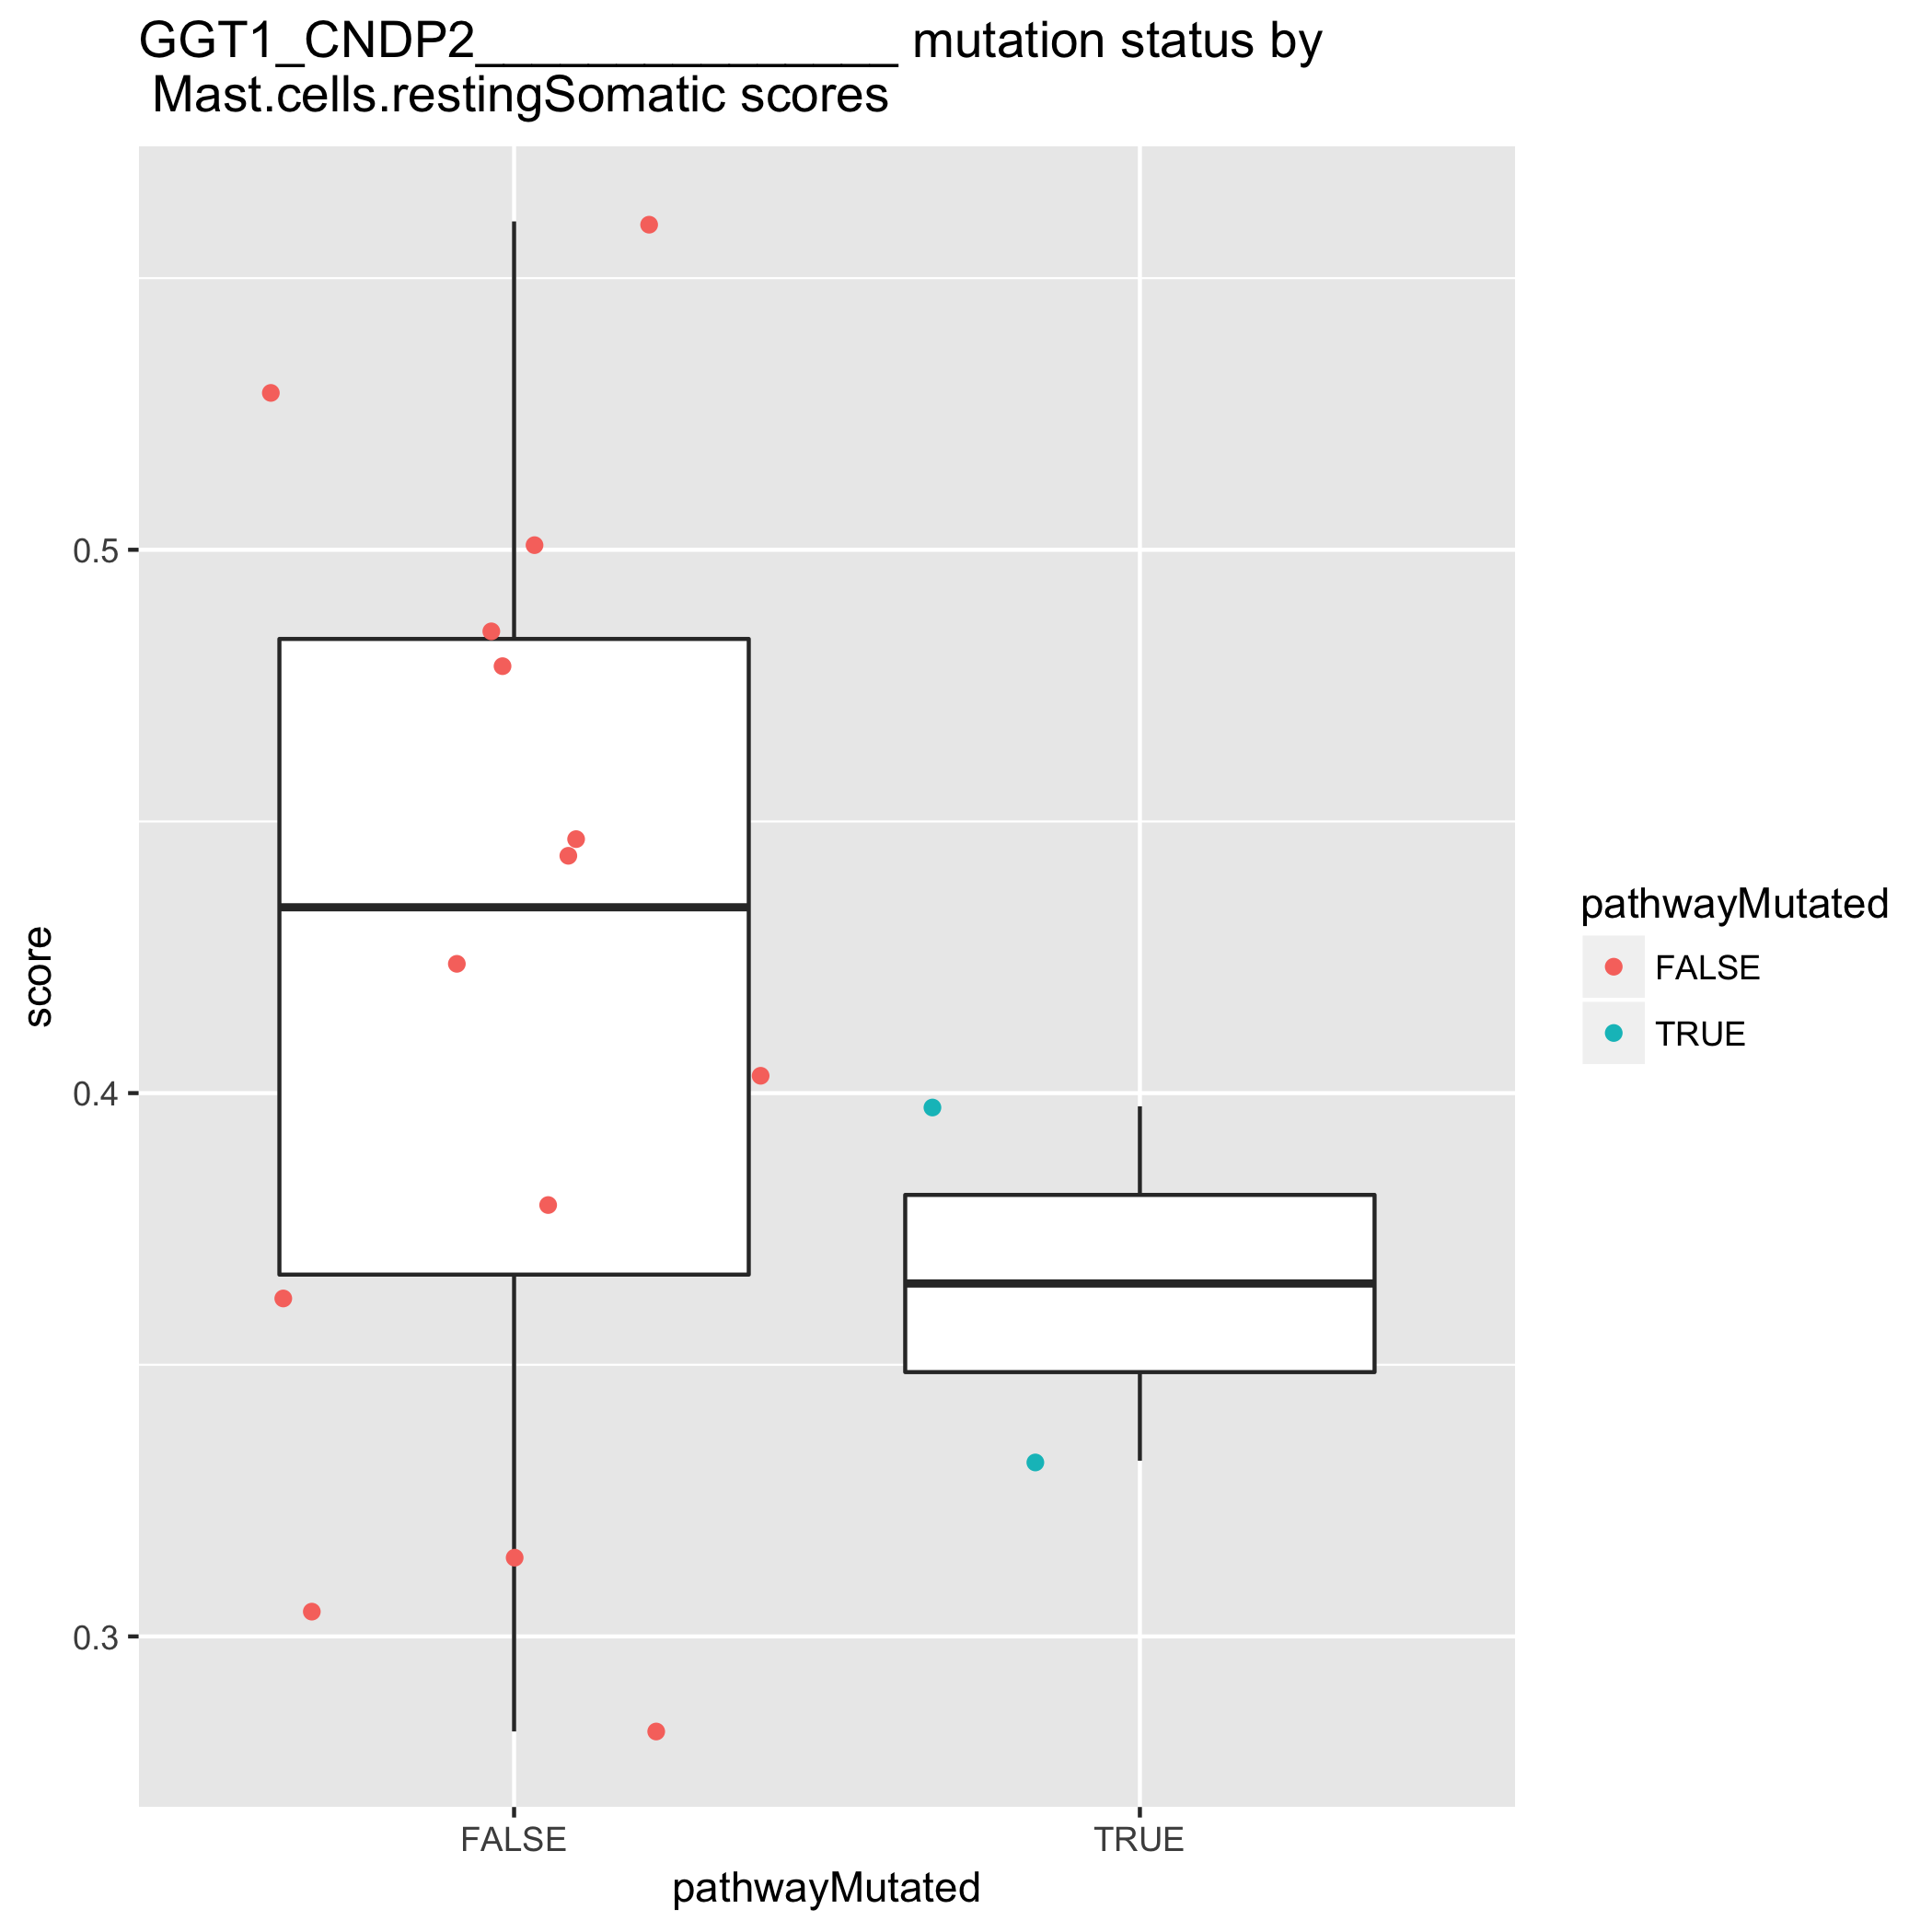 GGT1_CNDP2_______________ mutation status by
Mast.cells.restingSomatic scores
score
0.5
0.4
0.3
FALSE
TRUE
pathwayMutated
pathwayMutated
FALSE
TRUE